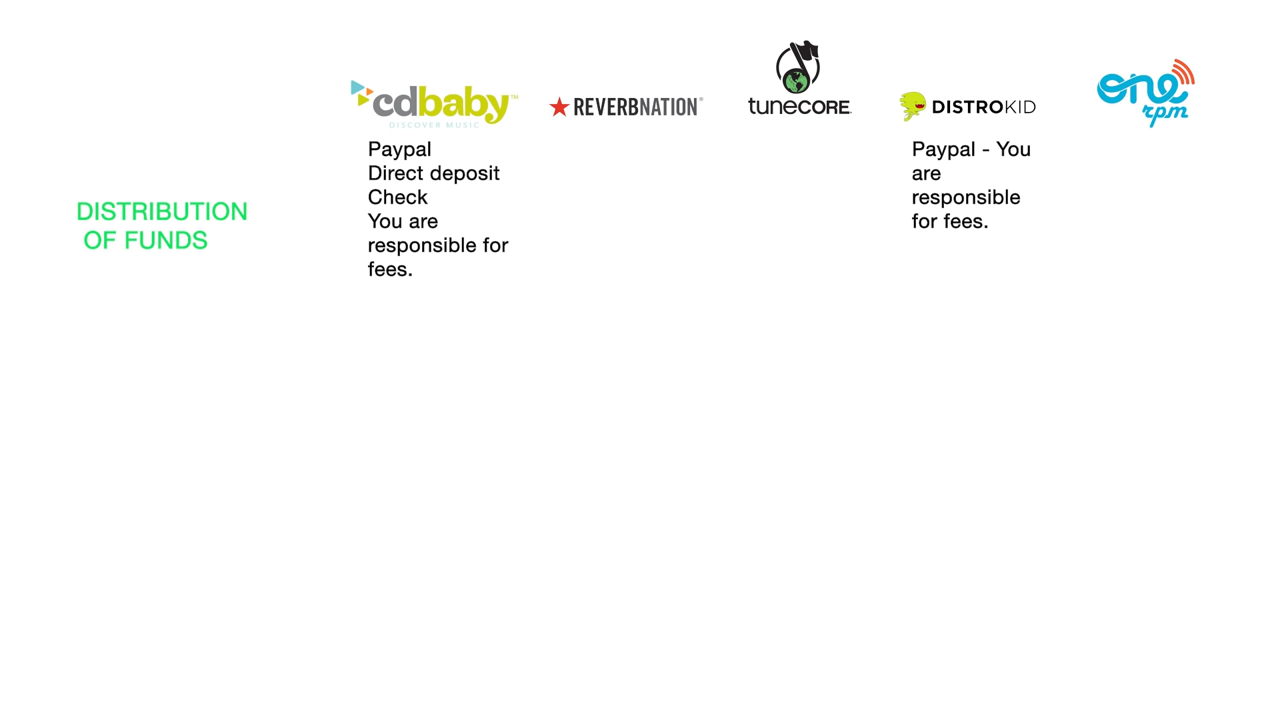 cdbaby™
DISCOVER MUSIC
REVERBNATION®
tuneCORE
DISTROKID
one
rpm
Paypal
Direct deposit
Check
You are
responsible for
fees.
Paypal - You
are
responsible
for fees.
DISTRIBUTION
OF FUNDS